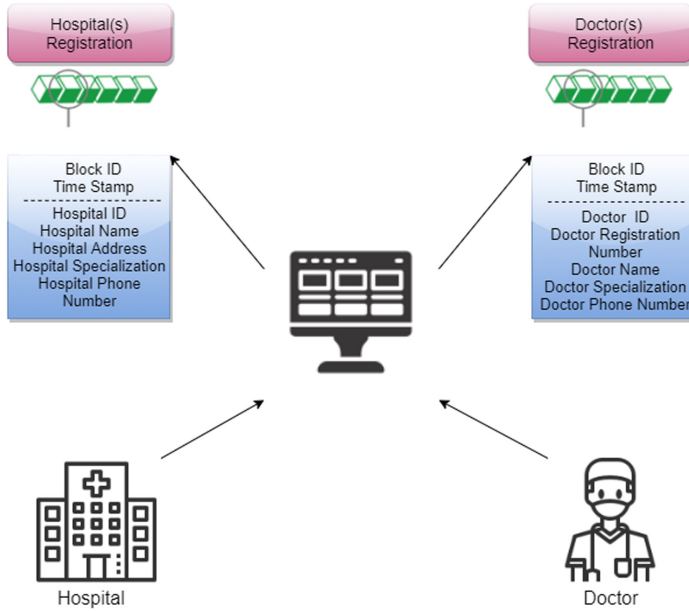 Hospital(s)
Registration
Doctor(s)
Registration
Block ID
Time Stamp
Hospital ID
Hospital Name
Hospital Address
Hospital Specialization
Hospital Phone
Number
Block ID
Time Stamp
Doctor ID
Doctor Registration
Number
Doctor Name
Doctor Specialization
Doctor Phone Number
Hospital
Doctor